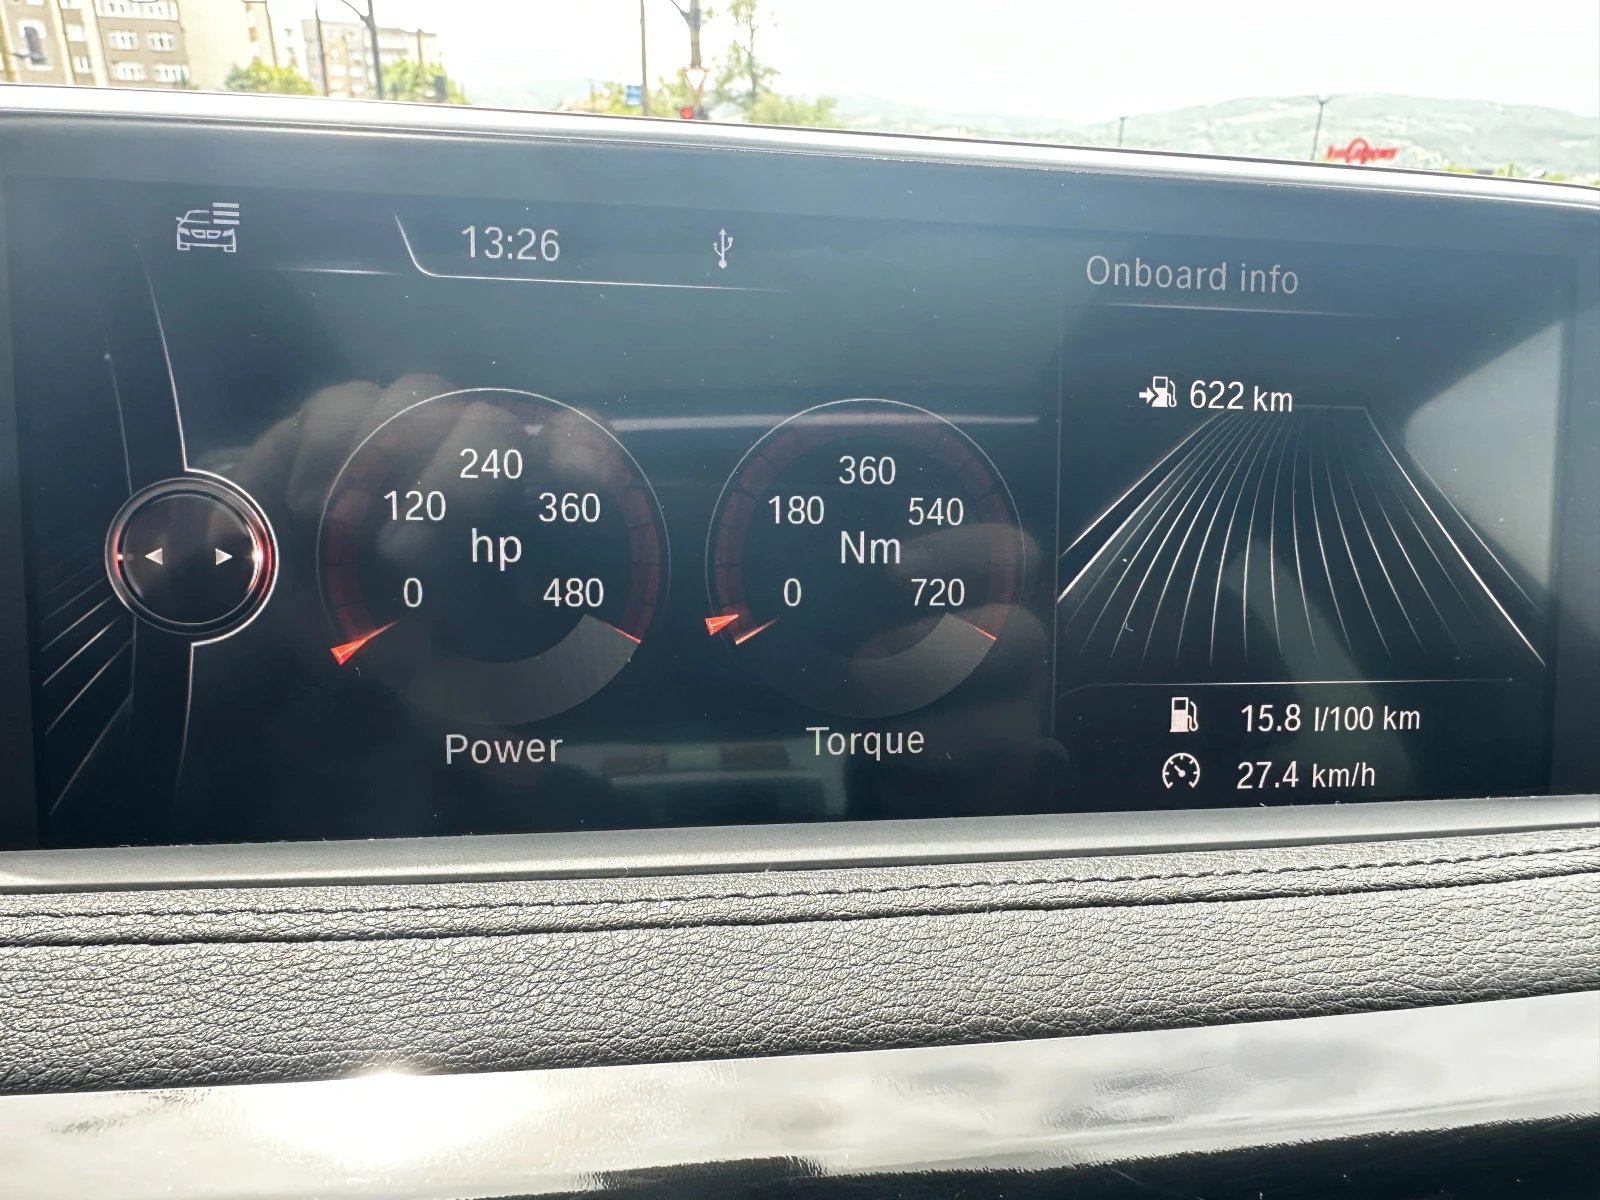 13:26
Onboard info
622 km
240
120
360
hp
0
480
Power
360
180
540
Nm
0
720
Torque
15.8 l/100 km
27.4 km/h